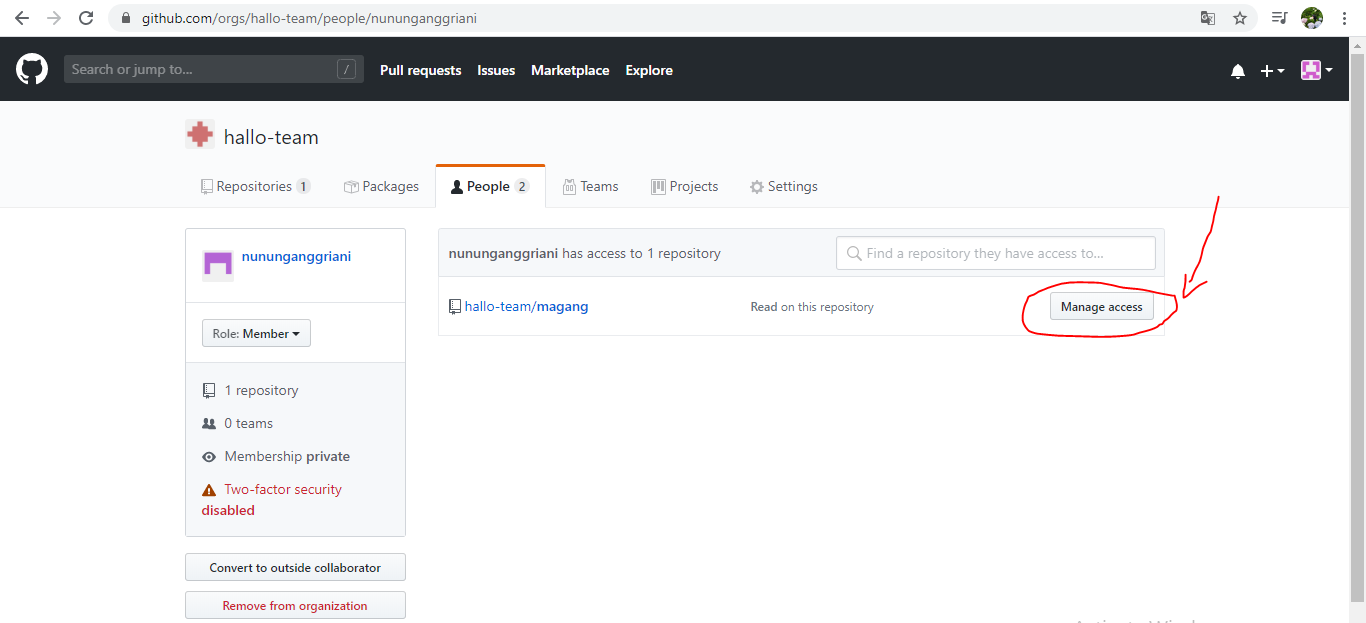 github.com/orgs/hallo-team/people/nununganggriani
Search or jump to... /
Pull requests Issues Marketplace Explore
hallo-team
Repositories 1 Packages People 2 Teams Projects Settings
nununganggriani
Role: Member
1 repository
0 teams
Membership private
Two-factor security
disabled
Convert to outside collaborator
Remove from organization
nununganggriani has access to 1 repository
Find a repository they have access to...
hallo-team/magang
Read on this repository
Manage access